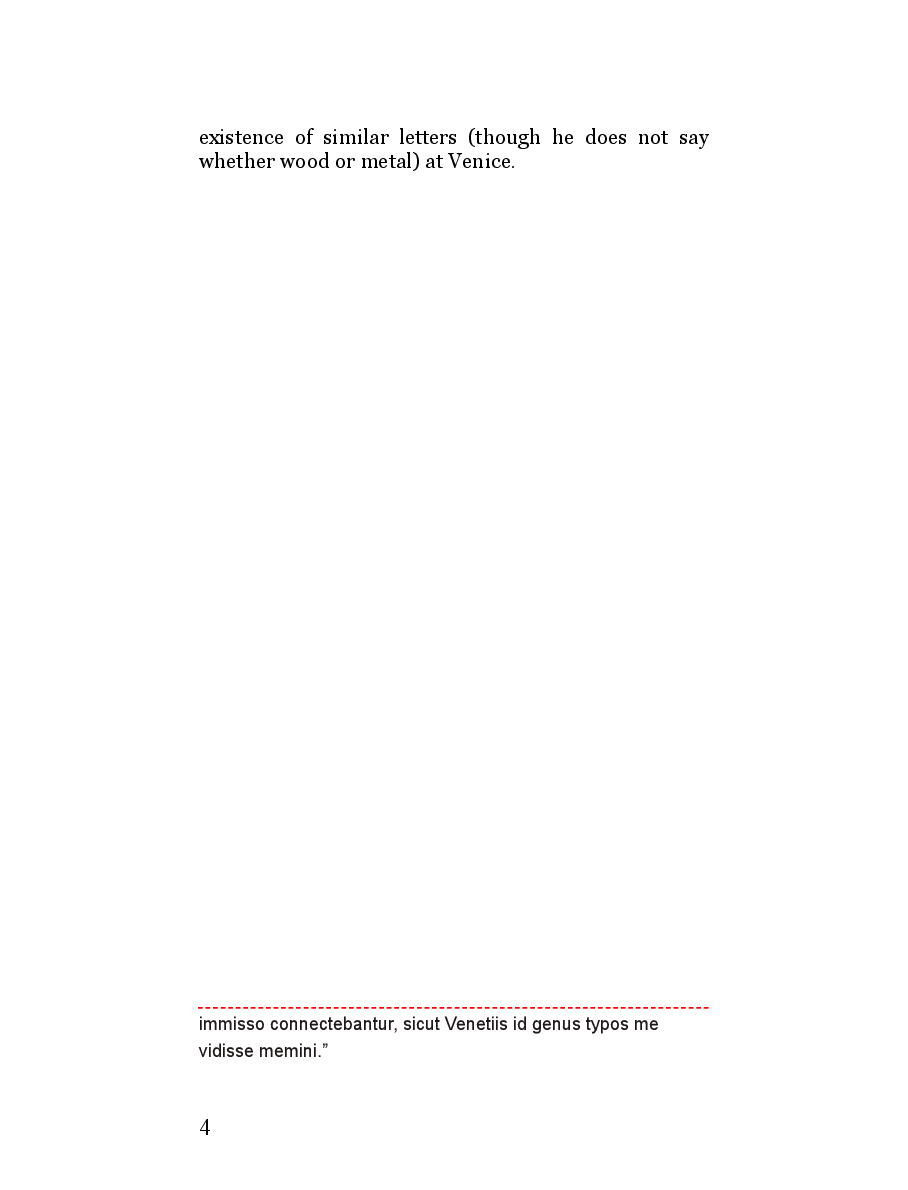 existence of similar letters (though he does not say
whether wood or metal) at Venice.
immisso connectebantur, sicut Venetiis id genus typos me
vidisse memini.”
4